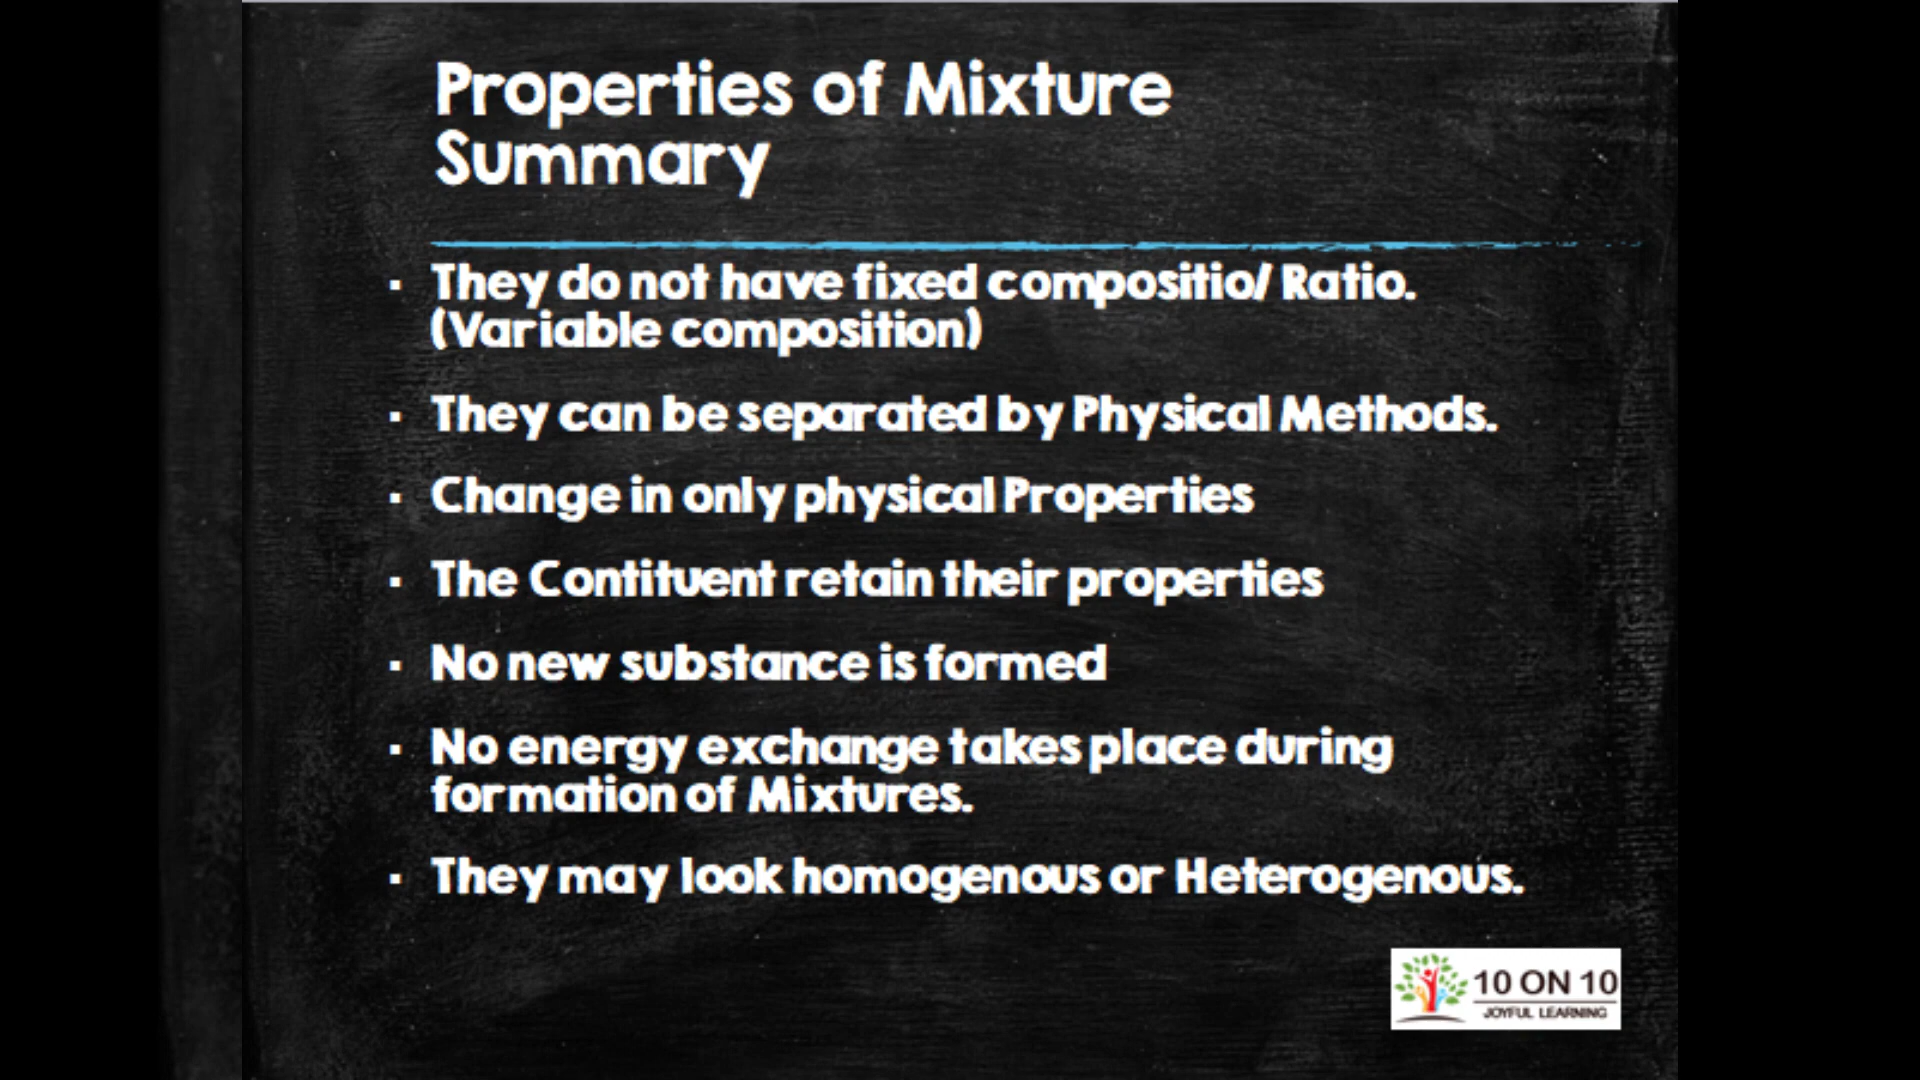 Properties of Mixture
Summary
They do not have fixed compositio/ Ratio.
(Variable composition)
They can be separated by Physical Methods.
Change in only physical Properties
The Contituent retain their properties
No new substance is formed
No energy exchange takes place during
formation of Mixtures.
They may look homogenous or Heterogenous.
10 ON 10
JOYFUL LEARNING